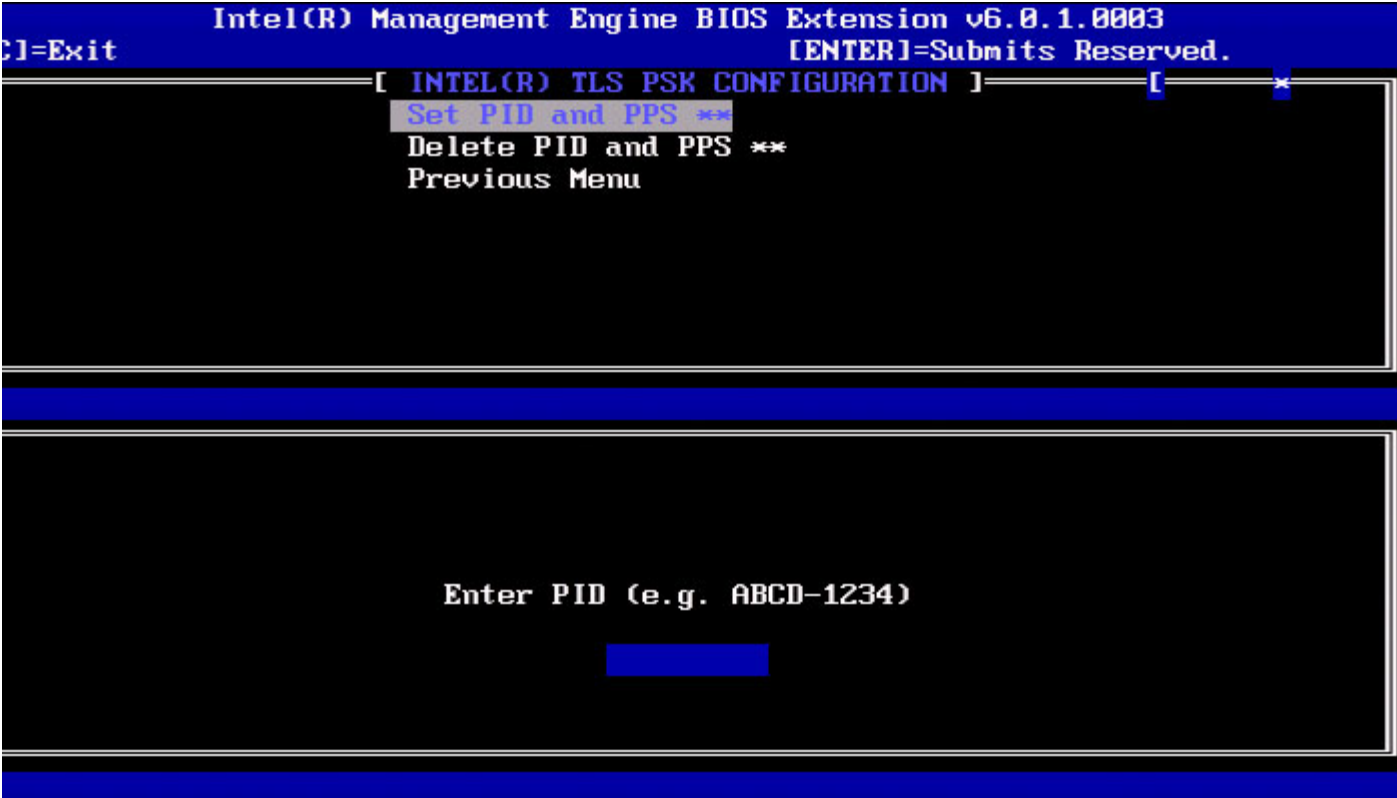 Intel(R) Management Engine BIOS Extension v6.0.1.0003
C]=Exit [ENTER]=Submits Reserved.
[ INTEL(R) TLS PSK CONFIGURATION ] [ *
Set PID and PPS **
Delete PID and PPS **
Previous Menu
Enter PID (e.g. ABCD-1234)